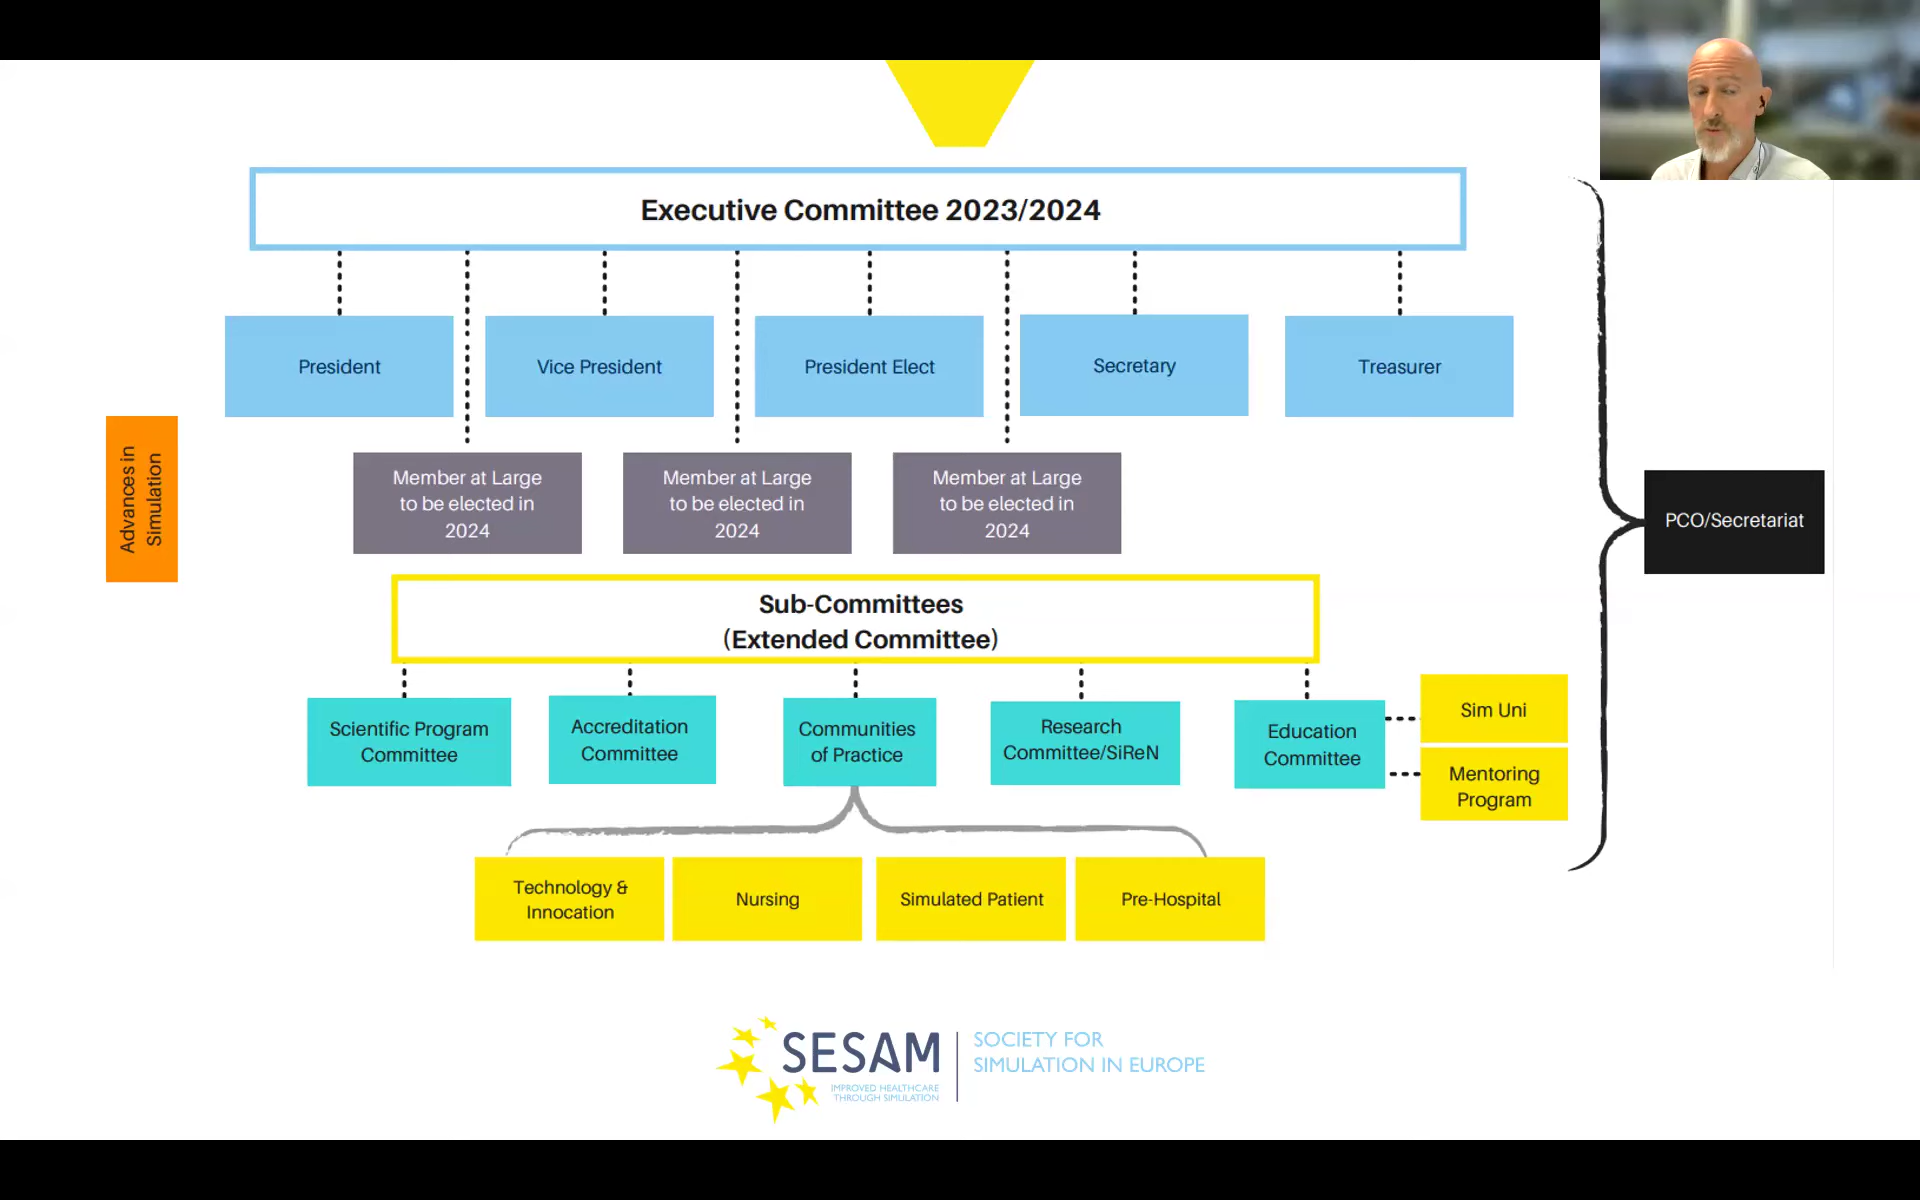 Executive Committee 2023/2024
President
Vice President
President Elect
Secretary
Treasurer
Advances in
Simulation
Member at Large
to be elected in
2024
Member at Large
to be elected in
2024
Member at Large
to be elected in
2024
PCO/Secretariat
Sub-Committees
(Extended Committee)
Scientific Program
Committee
Accreditation
Committee
Communities
of Practice
Research
Committee/SiReN
Education
Committee
Sim Uni
Mentoring
Program
Technology &
Innocation
Nursing
Simulated Patient
Pre-Hospital
SESAM
IMPROVED HEALTHCARE
THROUGH SIMULATION
SOCIETY FOR
SIMULATION IN EUROPE